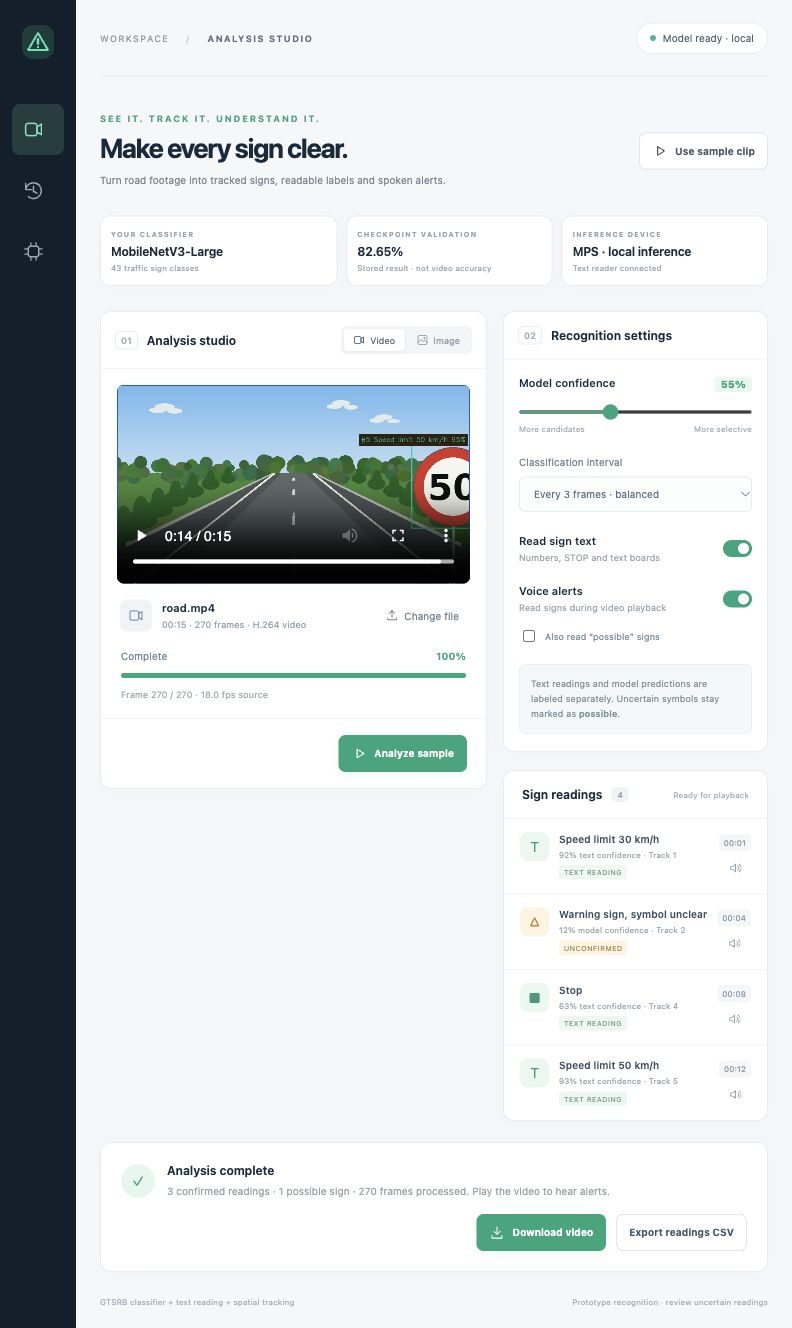 WORKSPACE / ANALYSIS STUDIO
Model ready · local
SEE IT. TRACK IT. UNDERSTAND IT.
Make every sign clear.
Turn road footage into tracked signs, readable labels and spoken alerts.
Use sample clip
YOUR CLASSIFIER
MobileNetV3-Large
43 traffic sign classes
CHECKPOINT VALIDATION
82.65%
Stored result · not video accuracy
INFERENCE DEVICE
MPS · local inference
Text reader connected
01 Analysis studio
Video Image
#5 Speed limit 50 km/h 95%
50
0:14 / 0:15
road.mp4
00:15 · 270 frames · H.264 video
Change file
Complete 100%
Frame 270 / 270 · 18.0 fps source
Analyze sample
02 Recognition settings
Model confidence 55%
More candidates More selective
Classification interval
Every 3 frames · balanced
Read sign text
Numbers, STOP and text boards
Voice alerts
Read signs during video playback
Also read “possible” signs
Text readings and model predictions are
labeled separately. Uncertain symbols stay
marked as possible.
Sign readings 4 Ready for playback
T Speed limit 30 km/h 00:01
92% text confidence · Track 1
TEXT READING
Warning sign, symbol unclear 00:04
12% model confidence · Track 2
UNCONFIRMED
Stop 00:08
63% text confidence · Track 4
TEXT READING
T Speed limit 50 km/h 00:12
93% text confidence · Track 5
TEXT READING
Analysis complete
3 confirmed readings · 1 possible sign · 270 frames processed. Play the video to hear alerts.
Download video Export readings CSV
GTSRB classifier + text reading + spatial tracking
Prototype recognition · review uncertain readings